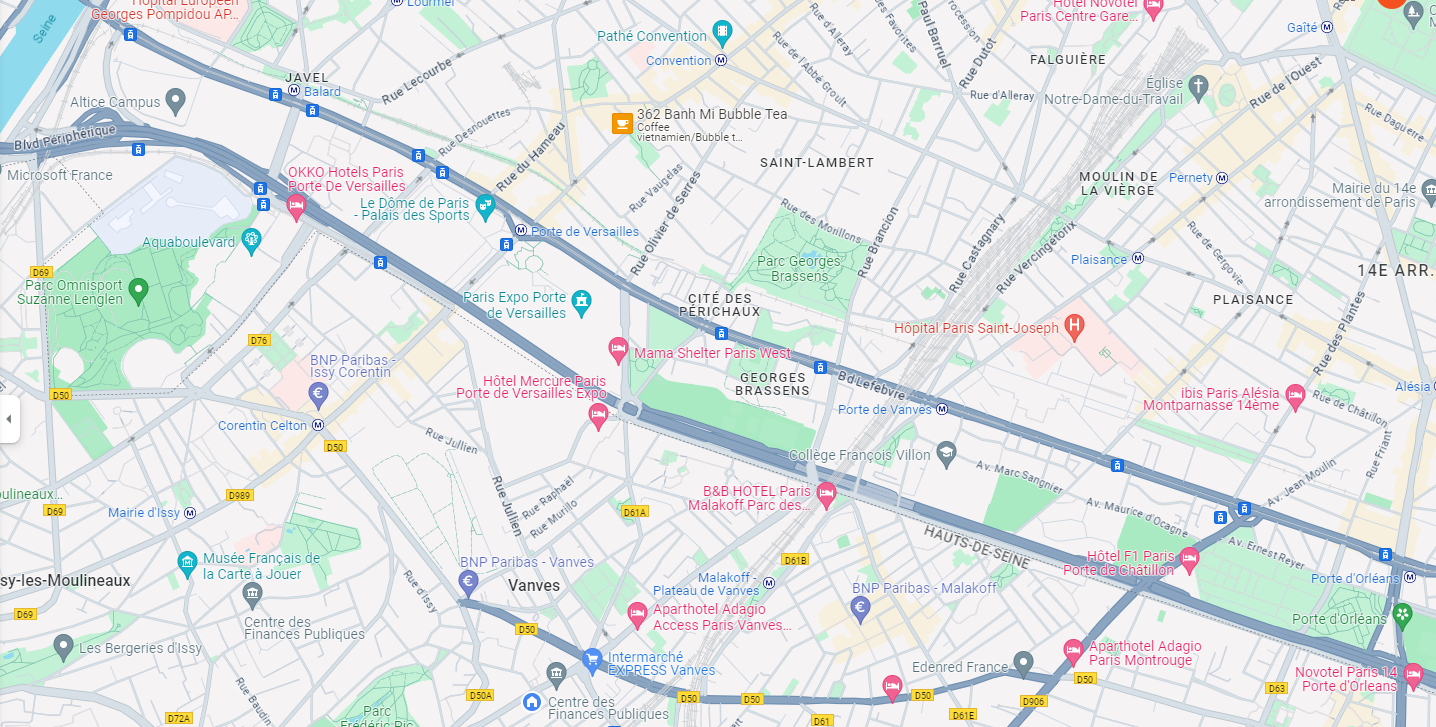 Hôpital Européen
Georges Pompidou AP...
Lourmel
Hôtel Novotel
Paris Centre Gare...
Seine
Pathé Convention
Convention
Rue de l'Abbé Groult
Rue d'Alleray
Rue des Favorites
Paul Barruel
Procession
Rue Dutot
FALGUIÈRE
Gaîté
JAVEL
Balard
Rue Lecourbe
Altice Campus
Rue d'Alleray
Église
Notre-Dame-du-Travail
Rue de l'Ouest
Rue Daguerre
362 Banh Mi Bubble Tea
Coffee
vietnamien/Bubble t...
Rue Desnouettes
Rue du Hameau
Blvd Périphérique
Microsoft France
OKKO Hotels Paris
Porte De Versailles
SAINT-LAMBERT
MOULIN DE
LA VIERGE
Pernety
Mairie du 14e
arrondissement de Paris
Le Dôme de Paris
- Palais des Sports
Rue Vaugelas
Rue Olivier de Serres
Rue des Morillons
Rue Brancion
Rue Castagnary
Rue Vercingétorix
Rue de Gergovie
Aquaboulevard
Porte de Versailles
Parc Georges
Brassens
Plaisance
D69
Parc Omnisport
Suzanne Lenglen
14E ARR.
Paris Expo Porte
de Versailles
CITÉ DES
PÉRICHAUX
PLAISANCE
Rue des Plantes
Hôpital Paris Saint-Joseph
D76
BNP Paribas -
Issy Corentin
Mama Shelter Paris West
GEORGES
BRASSENS
Hôtel Mercure Paris
Porte de Versailles Expo
Bd Lefebvre
ibis Paris Alésia
Montparnasse 14ème
Alésia
Rue de Châtillon
D50
Porte de Vanves
Corentin Celton
D50
Rue Jullien
Collège François Villon
Av. Marc Sangnier
Av. Jean Moulin
Rue Friant
oulineaux...
D989
D69
Mairie d'Issy
Rue Jullien
Rue Raphael
Rue Murillo
D61A
B&B HOTEL Paris
Malakoff Parc des...
Av. Maurice d'Ocagne
Av. Ernest Reyer
HAUTS-DE-SEINE
Musée Français de
la Carte à Jouer
BNP Paribas - Vanves
D61B
Hôtel F1 Paris
Porte de Châtillon
sy-les-Moulineaux
Vanves
Malakoff -
Plateau de Vanves
BNP Paribas - Malakoff
Porte d'Orléans
Rue d'Issy
D69
Centre des
Finances Publiques
Aparthotel Adagio
Access Paris Vanves...
Porte d'Orléans
D50
Les Bergeries d'Issy
Intermarché
EXPRESS Vanves
Aparthotel Adagio
Paris Montrouge
Edenred France
Novotel Paris 14
Porte d'Orleans
Rue Baudin
D50A
D50
D50
D50
D50
D63
D906
Centre des
Finances Publiques
Parc
Frédéric Pic
D72A
D61
D61E